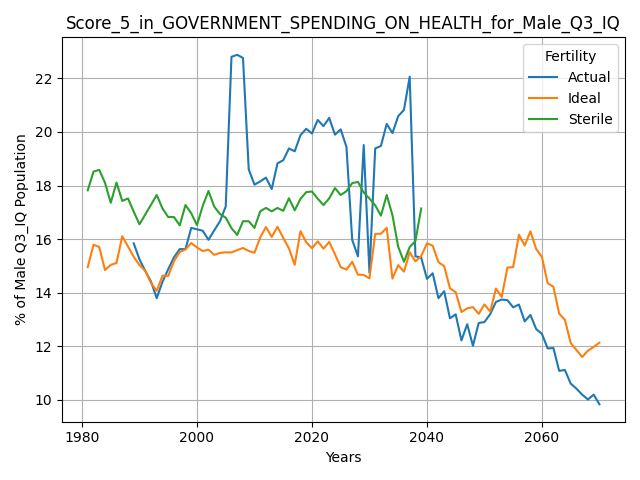 Score_5_in_GOVERNMENT_SPENDING_ON_HEALTH_for_Male_Q3_IQ
Fertility
Actual
Ideal
Sterile
% of Male Q3_IQ Population
22
20
18
16
14
12
10
1980
2000
2020
2040
2060
Years